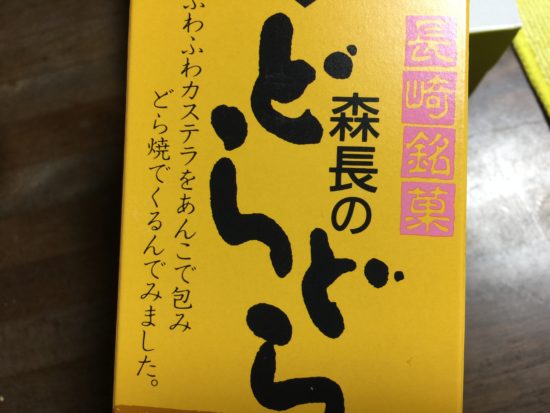 長崎銘菓
森長の
どら
どら
ふわふわカステラをあんこで包み
どら焼でくるんでみました。